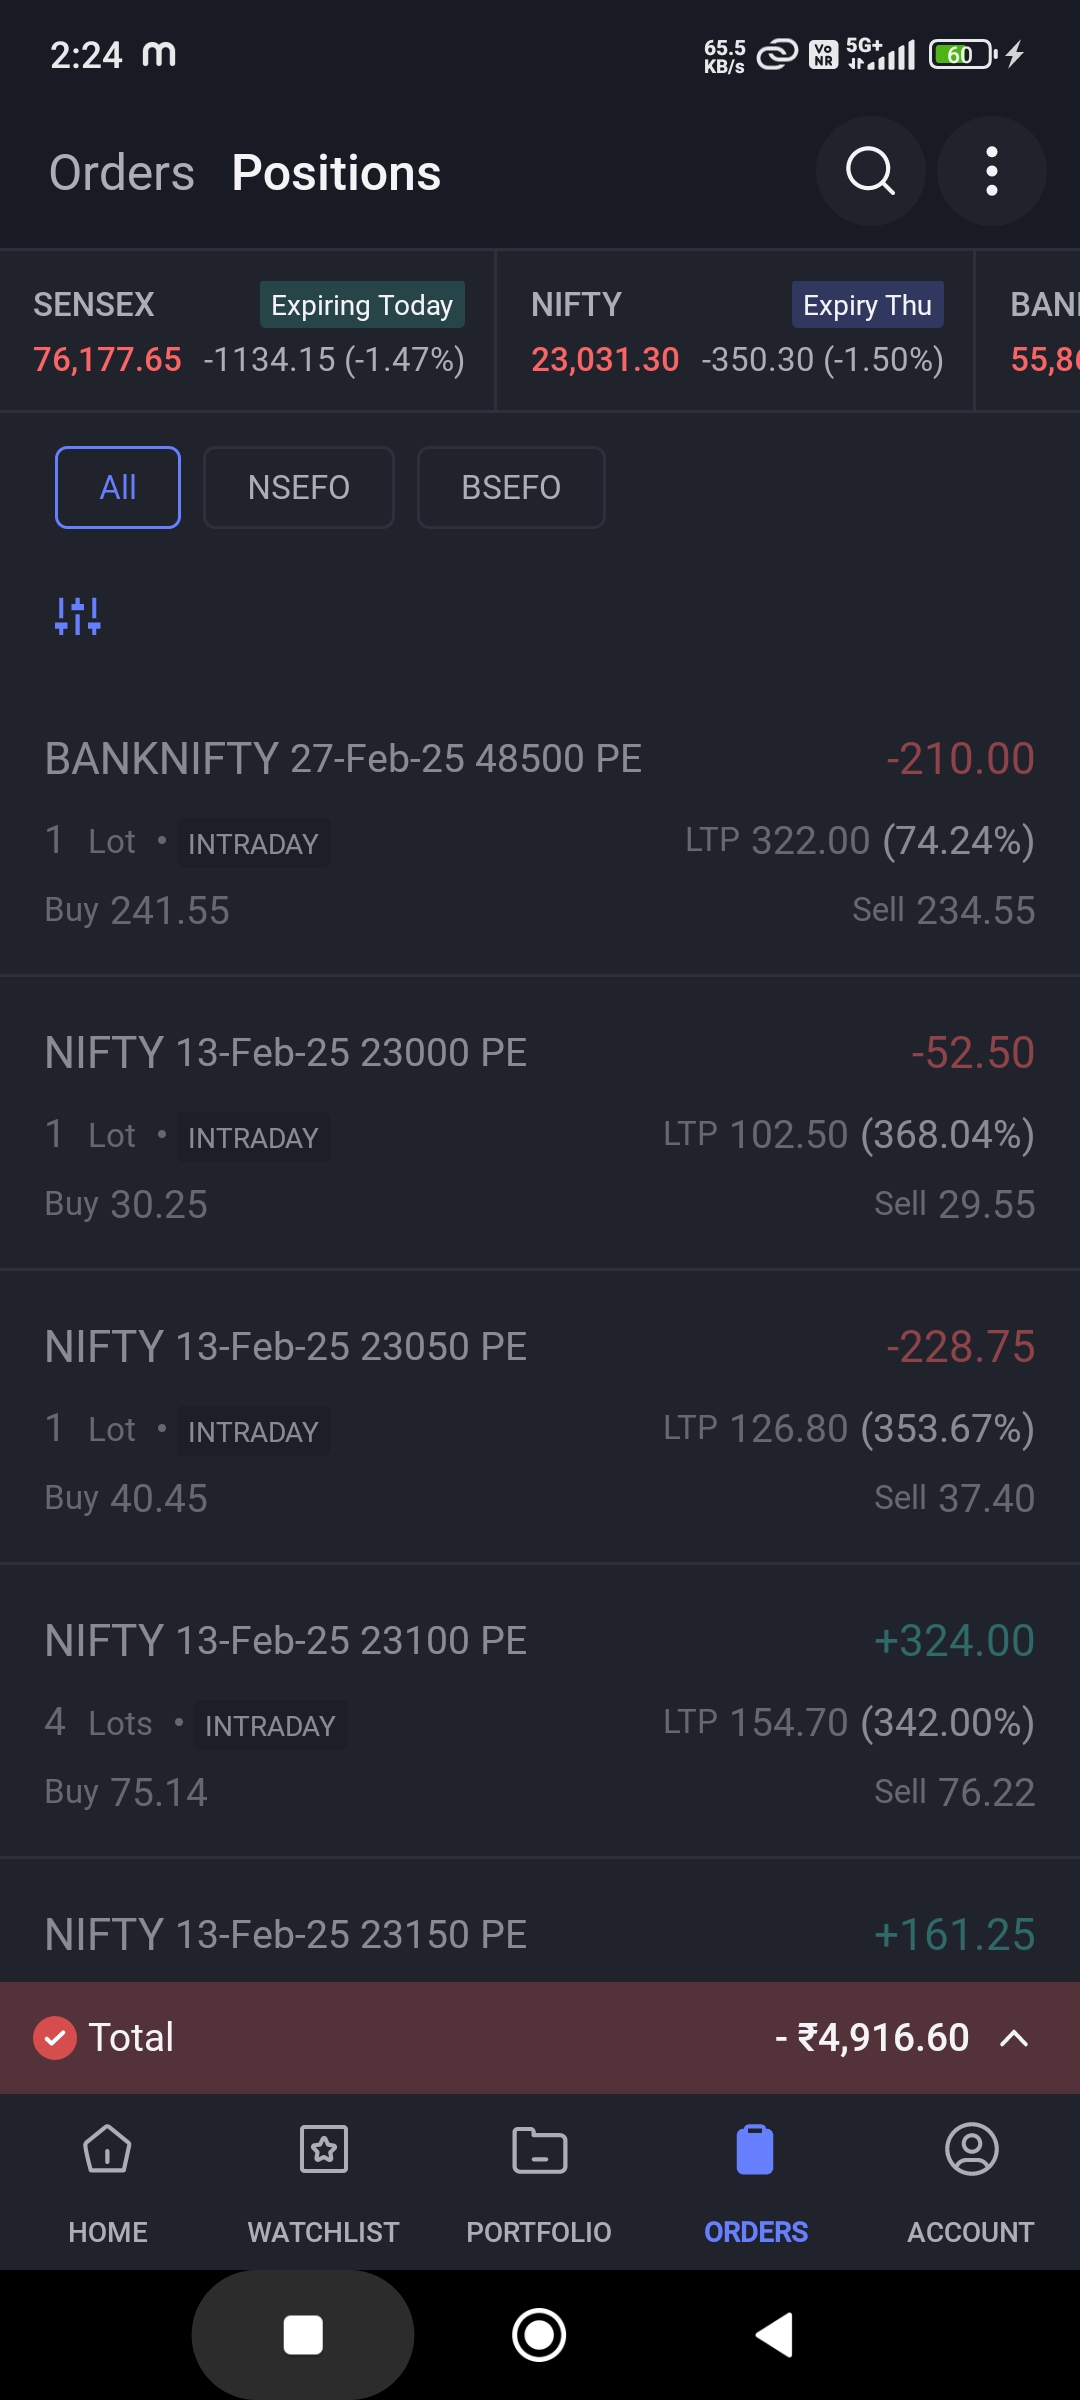 2:24 m 65.5 KB/s Vo NR 5G+ 60
Orders Positions
SENSEX Expiring Today NIFTY Expiry Thu
76,177.65 -1134.15 (-1.47%) 23,031.30 -350.30 (-1.50%)
All NSEFO BSEFO
BANKNIFTY 27-Feb-25 48500 PE -210.00
1 Lot • INTRADAY LTP 322.00 (74.24%)
Buy 241.55 Sell 234.55
NIFTY 13-Feb-25 23000 PE -52.50
1 Lot • INTRADAY LTP 102.50 (368.04%)
Buy 30.25 Sell 29.55
NIFTY 13-Feb-25 23050 PE -228.75
1 Lot • INTRADAY LTP 126.80 (353.67%)
Buy 40.45 Sell 37.40
NIFTY 13-Feb-25 23100 PE +324.00
4 Lots • INTRADAY LTP 154.70 (342.00%)
Buy 75.14 Sell 76.22
NIFTY 13-Feb-25 23150 PE +161.25
Total - ₹4,916.60
HOME WATCHLIST PORTFOLIO ORDERS ACCOUNT